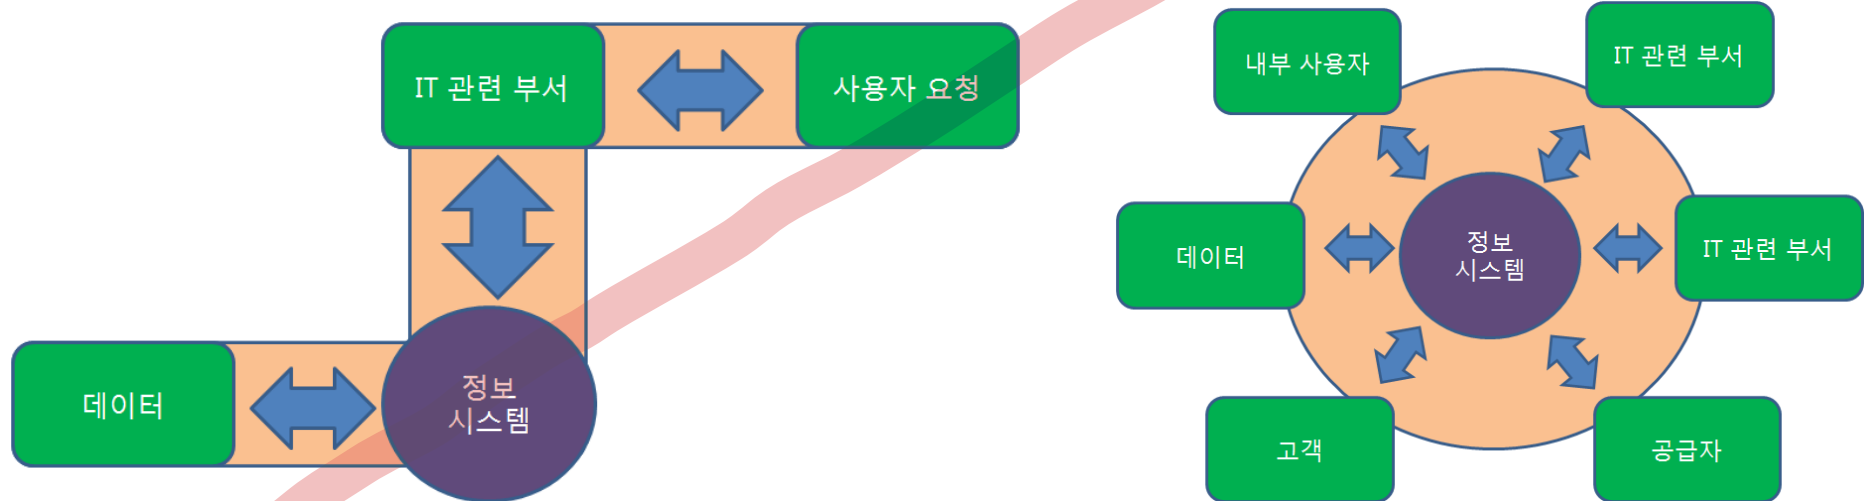 IT 관련 부서
사용자 요청
데이터
정보
시스템
내부 사용자
IT 관련 부서
데이터
정보
시스템
IT 관련 부서
고객
공급자